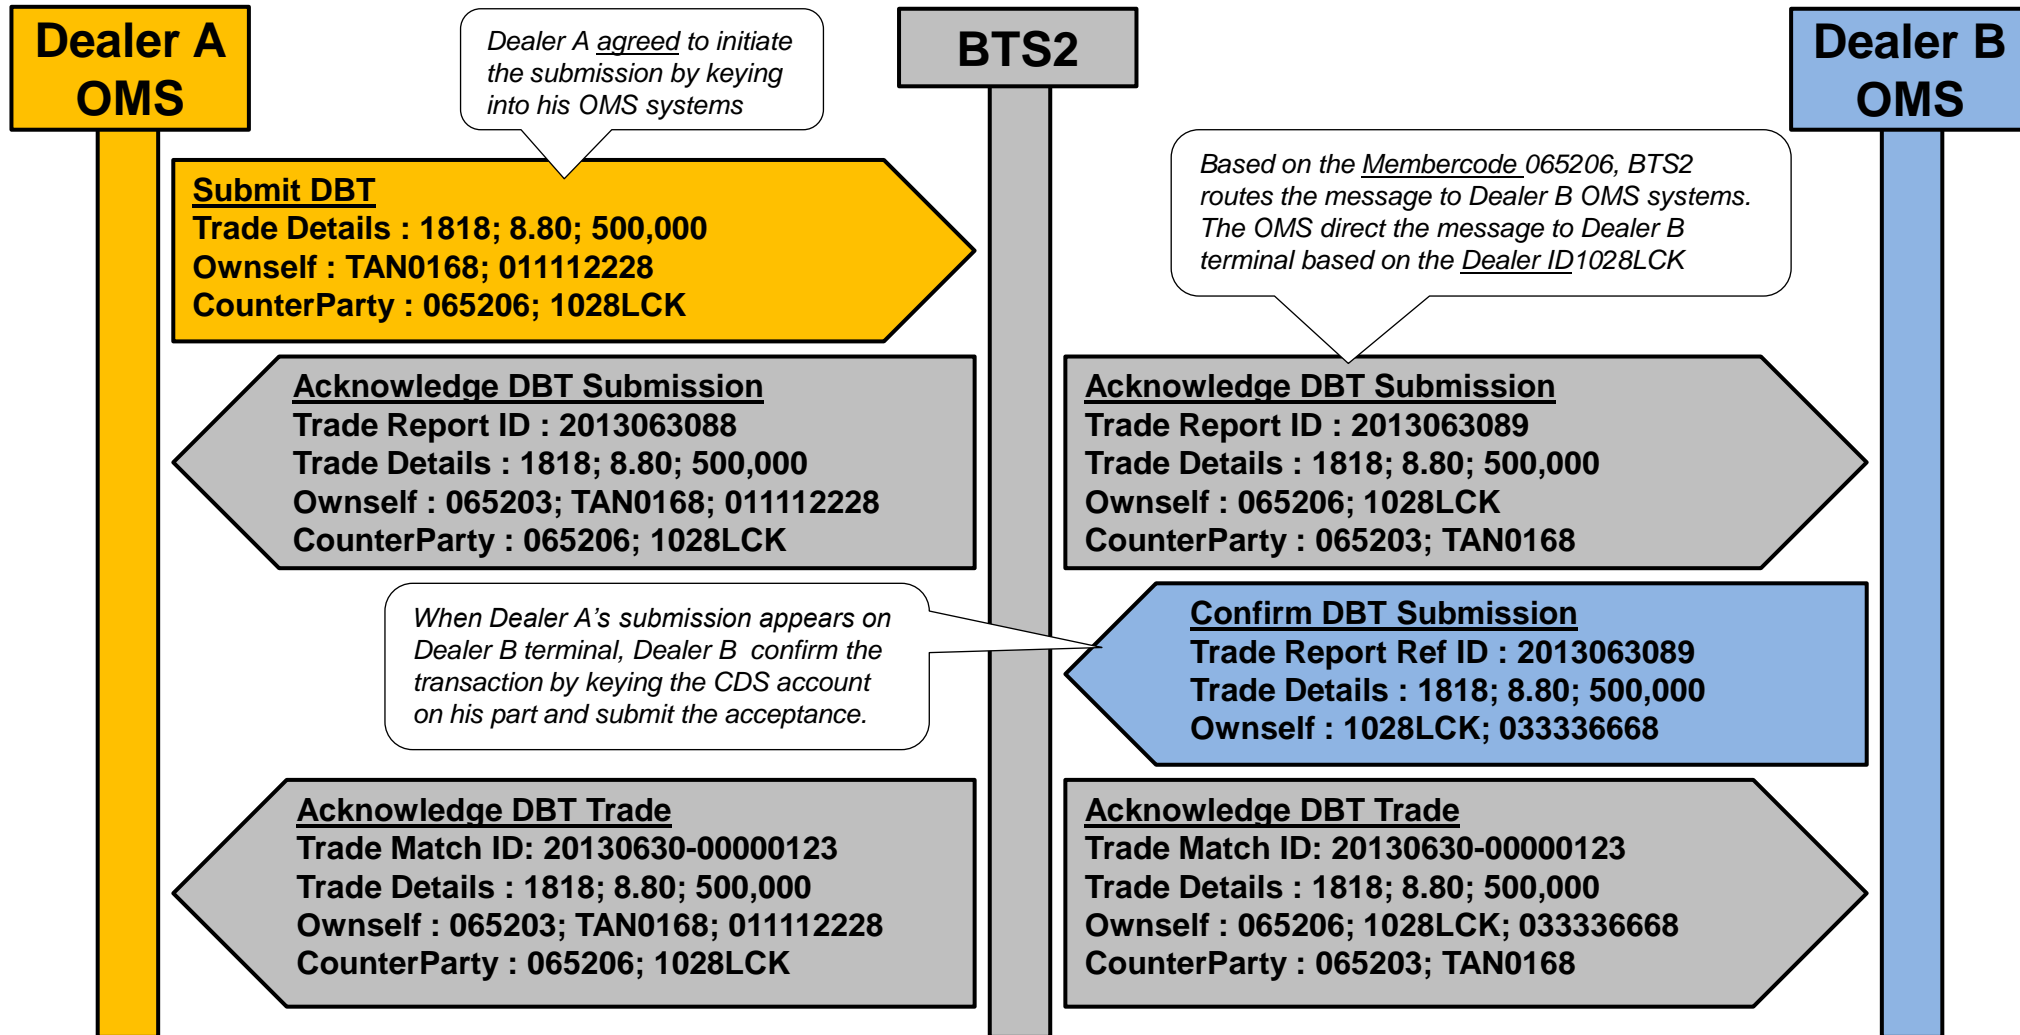 Dealer A
OMS
BTS2
Dealer B
OMS
Dealer A agreed to initiate
the submission by keying
into his OMS systems
Submit DBT
Trade Details : 1818; 8.80; 500,000
Ownself : TAN0168; 011112228
CounterParty : 065206; 1028LCK
Based on the Membercode 065206, BTS2
routes the message to Dealer B OMS systems.
The OMS direct the message to Dealer B
terminal based on the Dealer ID1028LCK
Acknowledge DBT Submission
Trade Report ID : 2013063088
Trade Details : 1818; 8.80; 500,000
Ownself : 065203; TAN0168; 011112228
CounterParty : 065206; 1028LCK
Acknowledge DBT Submission
Trade Report ID : 2013063089
Trade Details : 1818; 8.80; 500,000
Ownself : 065206; 1028LCK
CounterParty : 065203; TAN0168
When Dealer A’s submission appears on
Dealer B terminal, Dealer B  confirm the
transaction by keying the CDS account
on his part and submit the acceptance.
Confirm DBT Submission
Trade Report Ref ID : 2013063089
Trade Details : 1818; 8.80; 500,000
Ownself : 1028LCK; 033336668
Acknowledge DBT Trade
Trade Match ID: 20130630-00000123
Trade Details : 1818; 8.80; 500,000
Ownself : 065203; TAN0168; 011112228
CounterParty : 065206; 1028LCK
Acknowledge DBT Trade
Trade Match ID: 20130630-00000123
Trade Details : 1818; 8.80; 500,000
Ownself : 065206; 1028LCK; 033336668
CounterParty : 065203; TAN0168